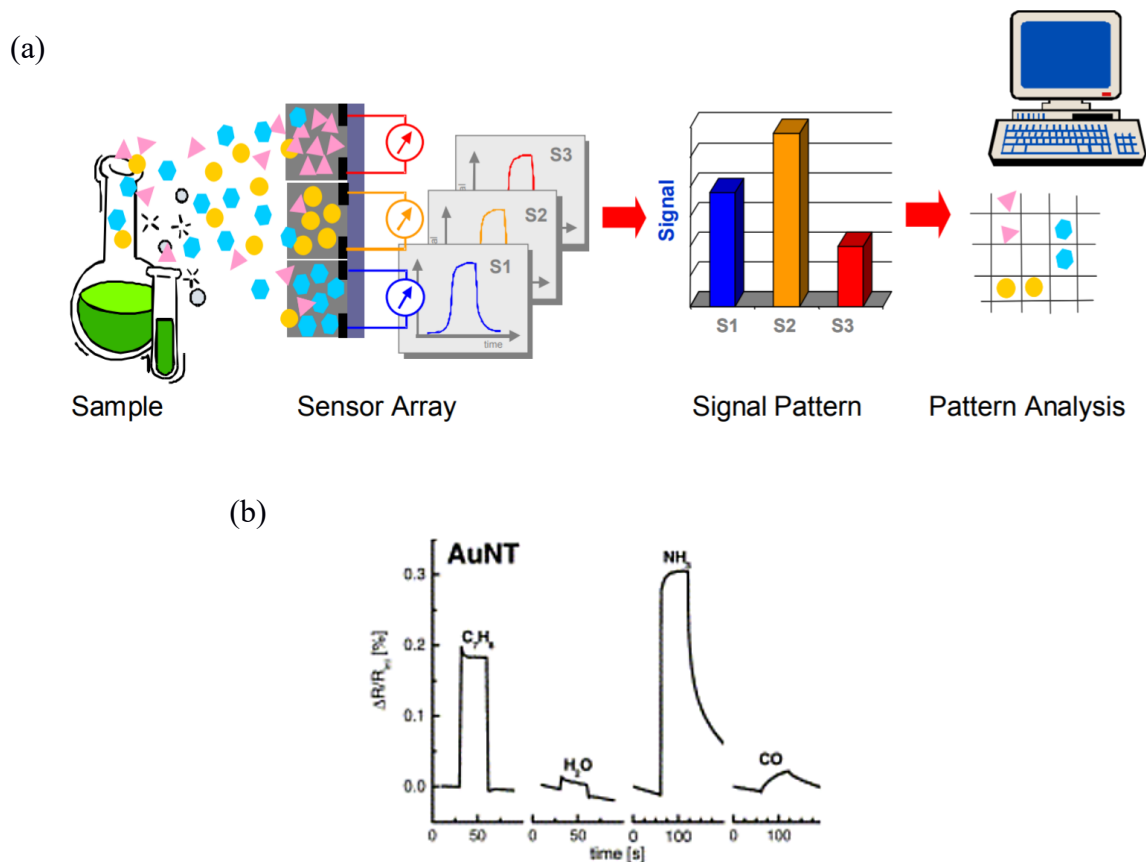 (a)
S3
S2
S1
time
Signal
S1 S2 S3
Sample
Sensor Array
Signal Pattern
Pattern Analysis
(b)
AuNT
NH₃
C₇H₈
H₂O
CO
ΔR/Rᵢₙᵢ [%]
0.3
0.2
0.1
0.0
0 50 0 50 0 100 0 100
time [s]